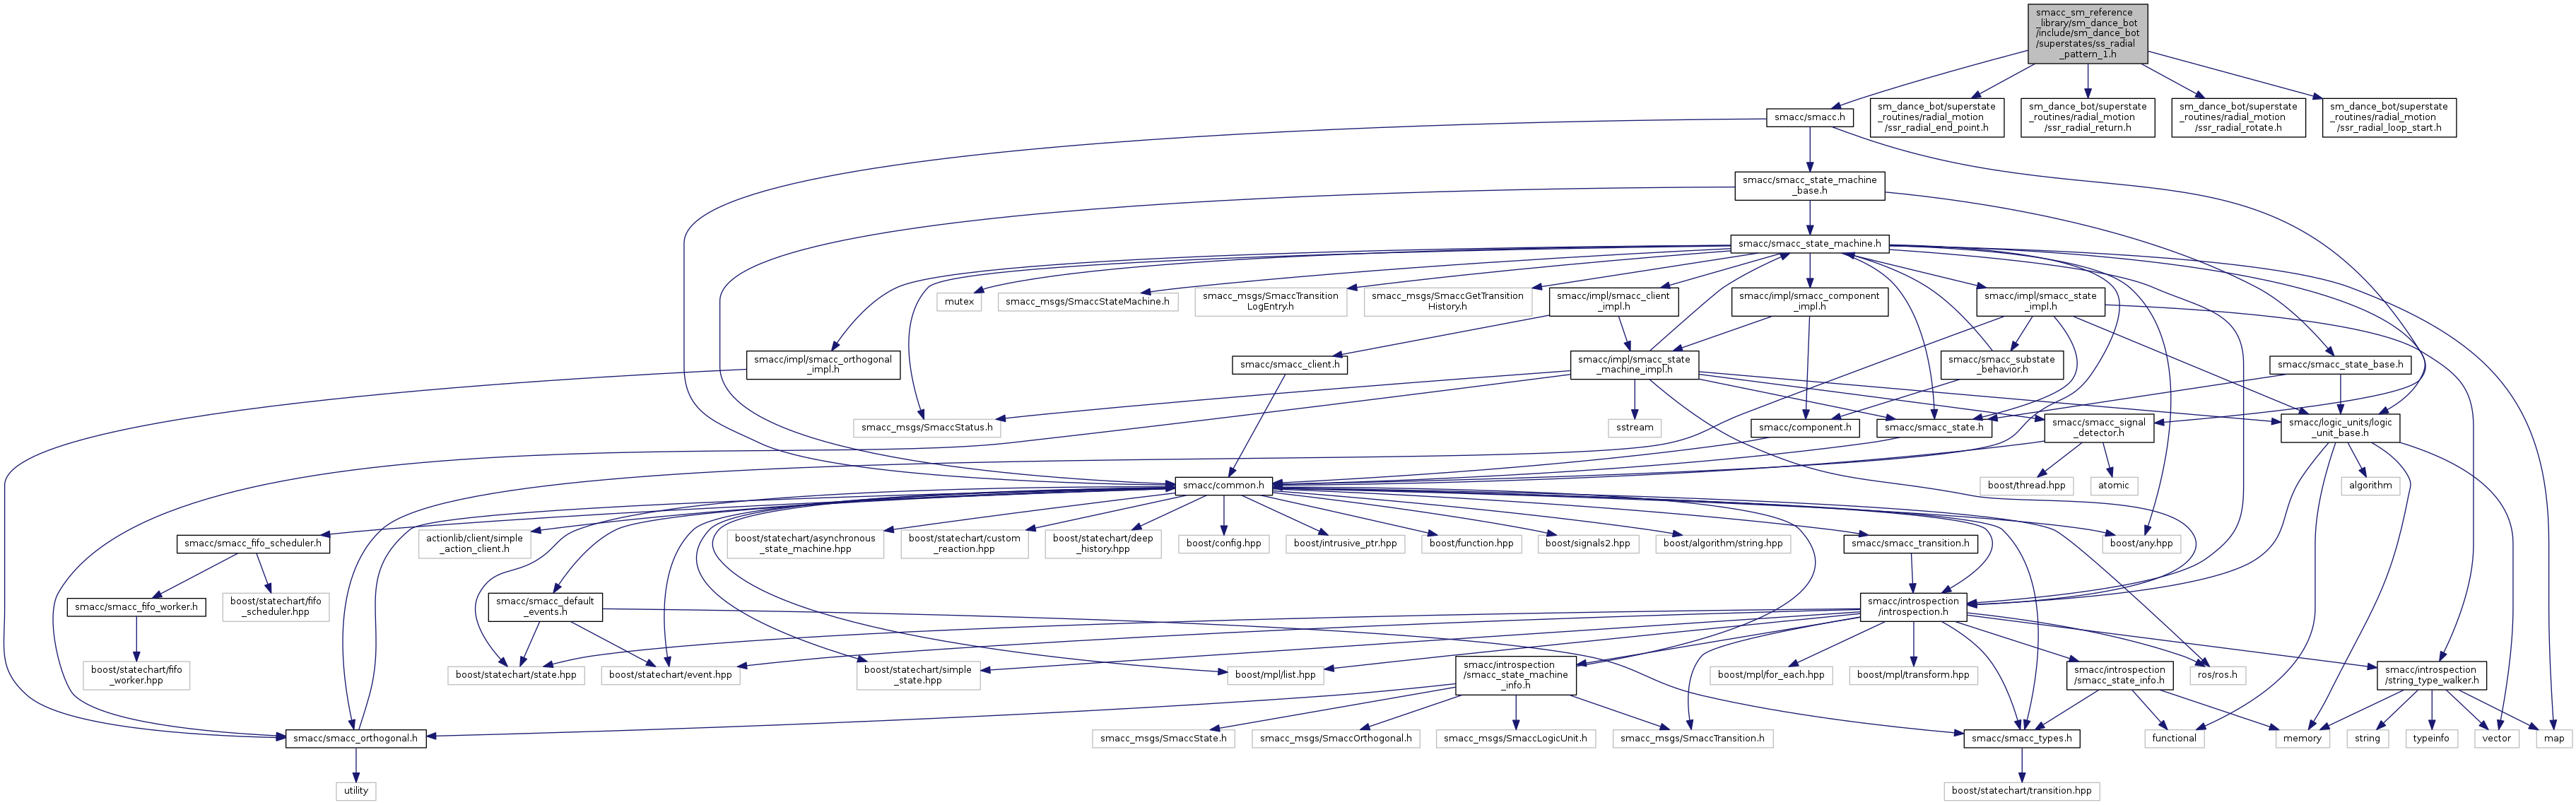 smacc_sm_reference
_library/sm_dance_bot
/include/sm_dance_bot
/superstates/ss_radial
_pattern_1.h
smacc/smacc.h
sm_dance_bot/superstate
_routines/radial_motion
/ssr_radial_end_point.h
sm_dance_bot/superstate
_routines/radial_motion
/ssr_radial_return.h
sm_dance_bot/superstate
_routines/radial_motion
/ssr_radial_rotate.h
sm_dance_bot/superstate
_routines/radial_motion
/ssr_radial_loop_start.h
smacc/smacc_state_machine
_base.h
smacc/smacc_state_machine.h
mutex
smacc_msgs/SmaccStateMachine.h
smacc_msgs/SmaccTransition
LogEntry.h
smacc_msgs/SmaccGetTransition
History.h
smacc/impl/smacc_client
_impl.h
smacc/impl/smacc_component
_impl.h
smacc/impl/smacc_state
_impl.h
smacc/impl/smacc_orthogonal
_impl.h
smacc/smacc_client.h
smacc/impl/smacc_state
_machine_impl.h
smacc/smacc_substate
_behavior.h
smacc/smacc_state_base.h
smacc_msgs/SmaccStatus.h
sstream
smacc/component.h
smacc/smacc_state.h
smacc/smacc_signal
_detector.h
smacc/logic_units/logic
_unit_base.h
smacc/common.h
boost/thread.hpp
atomic
algorithm
smacc/smacc_fifo_scheduler.h
actionlib/client/simple
_action_client.h
boost/statechart/asynchronous
_state_machine.hpp
boost/statechart/custom
_reaction.hpp
boost/statechart/deep
_history.hpp
boost/config.hpp
boost/intrusive_ptr.hpp
boost/function.hpp
boost/signals2.hpp
boost/algorithm/string.hpp
smacc/smacc_transition.h
boost/any.hpp
smacc/smacc_fifo_worker.h
boost/statechart/fifo
_scheduler.hpp
smacc/smacc_default
_events.h
smacc/introspection
/introspection.h
boost/statechart/fifo
_worker.hpp
boost/statechart/state.hpp
boost/statechart/event.hpp
boost/statechart/simple
_state.hpp
boost/mpl/list.hpp
smacc/introspection
/smacc_state_machine
_info.h
boost/mpl/for_each.hpp
boost/mpl/transform.hpp
smacc/introspection
/smacc_state_info.h
ros/ros.h
smacc/introspection
/string_type_walker.h
smacc/smacc_orthogonal.h
smacc_msgs/SmaccState.h
smacc_msgs/SmaccOrthogonal.h
smacc_msgs/SmaccLogicUnit.h
smacc_msgs/SmaccTransition.h
smacc/smacc_types.h
functional
memory
string
typeinfo
vector
map
utility
boost/statechart/transition.hpp